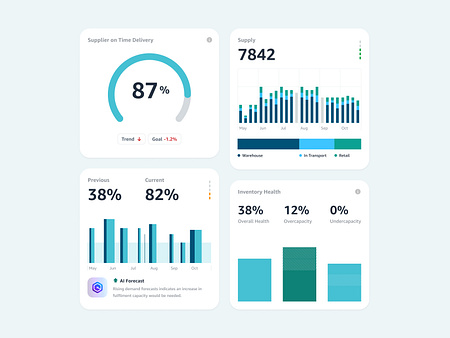 Supplier on Time Delivery
87%
Trend
Goal -1.2%
Supply
7842
May Jun Jul Aug Sep Oct
Warehouse In Transport Retail
Previous Current
38% 82%
May Jun Jul Aug Sep Oct
AI Forecast
Rising demand forecasts indicates an increase in
fulfilment capacity would be needed.
Inventory Health
38% 12% 0%
Overall Health Overcapacity Undercapacity